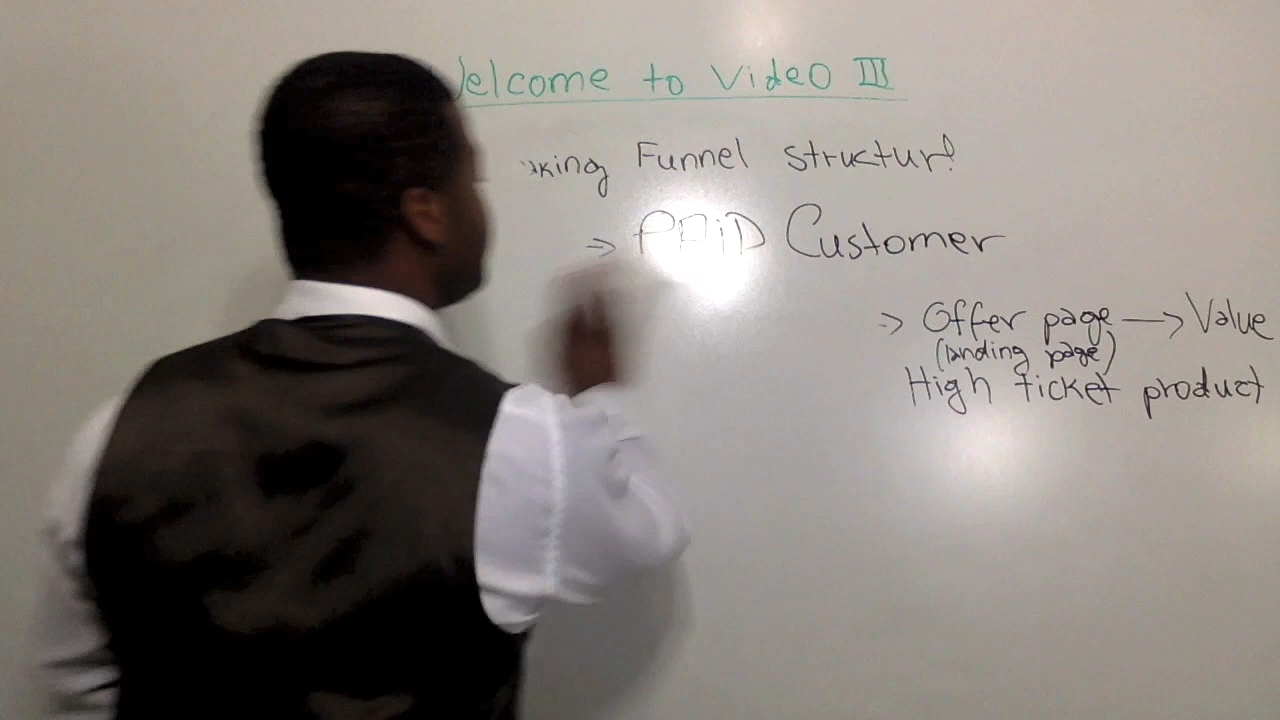 Welcome to Video III
king Funnel structure
=> PAiD Customer
=> Offer page —> Value
(landing page)
High ticket product